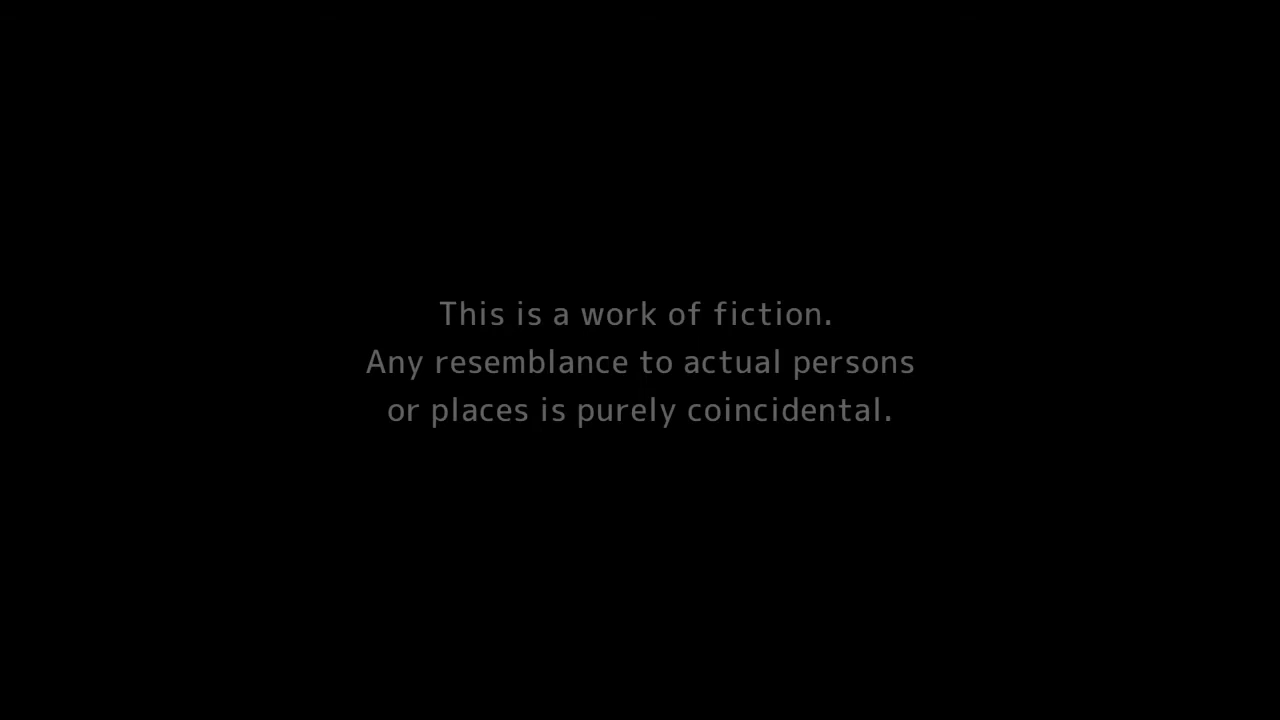 This is a work of fiction.
Any resemblance to actual persons
or places is purely coincidental.